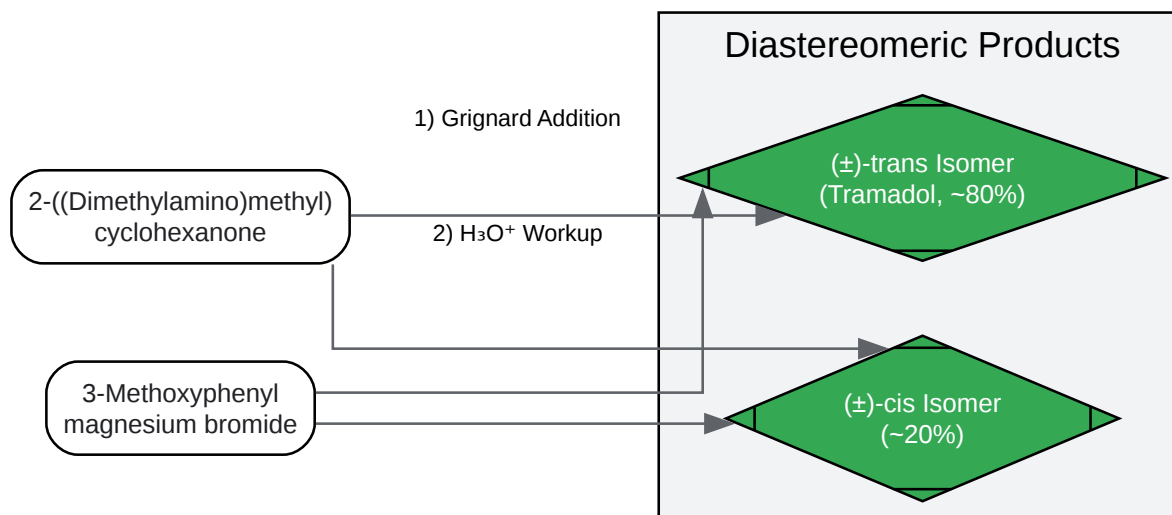 Diastereomeric Products
1) Grignard Addition
(±)-trans Isomer
(Tramadol, ~80%)
2-((Dimethylamino)methyl)
cyclohexanone
2) H₃O⁺ Workup
3-Methoxyphenyl
magnesium bromide
(±)-cis Isomer
(~20%)